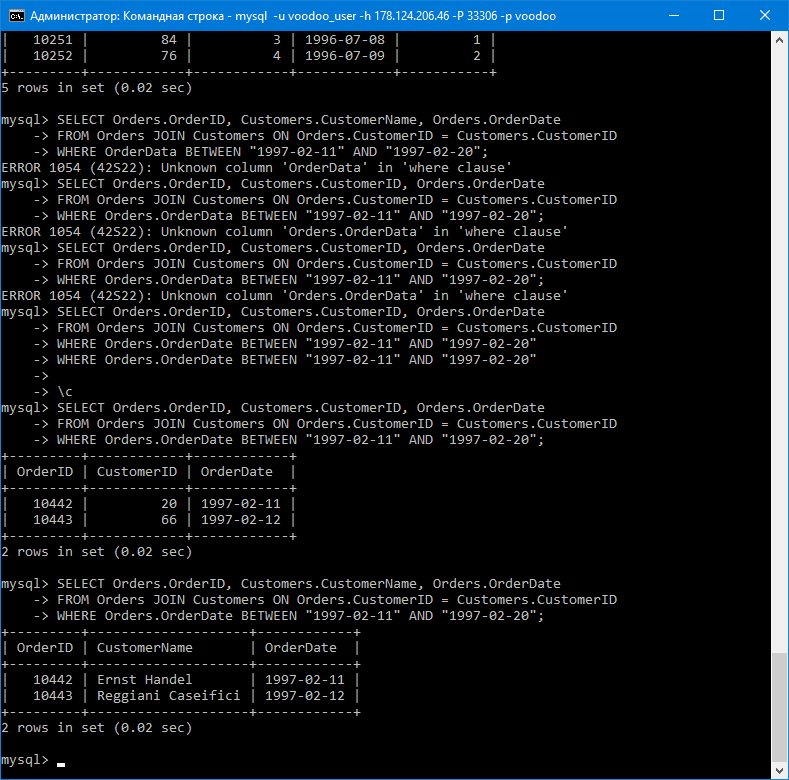 Администратор: Командная строка - mysql  -u voodoo_user -h 178.124.206.46 -P 33306 -p voodoo
|   10251 |         84 |          3 | 1996-07-08 |         1 |
|   10252 |         76 |          4 | 1996-07-09 |         2 |
+---------+------------+------------+------------+-----------+
5 rows in set (0.02 sec)
mysql> SELECT Orders.OrderID, Customers.CustomerName, Orders.OrderDate
    -> FROM Orders JOIN Customers ON Orders.CustomerID = Customers.CustomerID
    -> WHERE OrderData BETWEEN "1997-02-11" AND "1997-02-20";
ERROR 1054 (42S22): Unknown column 'OrderData' in 'where clause'
mysql> SELECT Orders.OrderID, Customers.CustomerID, Orders.OrderDate
    -> FROM Orders JOIN Customers ON Orders.CustomerID = Customers.CustomerID
    -> WHERE Orders.OrderData BETWEEN "1997-02-11" AND "1997-02-20";
ERROR 1054 (42S22): Unknown column 'Orders.OrderData' in 'where clause'
mysql> SELECT Orders.OrderID, Customers.CustomerID, Orders.OrderDate
    -> FROM Orders JOIN Customers ON Orders.CustomerID = Customers.CustomerID
    -> WHERE Orders.OrderData BETWEEN "1997-02-11" AND "1997-02-20";
ERROR 1054 (42S22): Unknown column 'Orders.OrderData' in 'where clause'
mysql> SELECT Orders.OrderID, Customers.CustomerID, Orders.OrderDate
    -> FROM Orders JOIN Customers ON Orders.CustomerID = Customers.CustomerID
    -> WHERE Orders.OrderDate BETWEEN "1997-02-11" AND "1997-02-20"
    -> WHERE Orders.OrderDate BETWEEN "1997-02-11" AND "1997-02-20"
    ->
    -> \c
mysql> SELECT Orders.OrderID, Customers.CustomerID, Orders.OrderDate
    -> FROM Orders JOIN Customers ON Orders.CustomerID = Customers.CustomerID
    -> WHERE Orders.OrderDate BETWEEN "1997-02-11" AND "1997-02-20";
+---------+------------+------------+
| OrderID | CustomerID | OrderDate  |
+---------+------------+------------+
|   10442 |         20 | 1997-02-11 |
|   10443 |         66 | 1997-02-12 |
+---------+------------+------------+
2 rows in set (0.02 sec)
mysql> SELECT Orders.OrderID, Customers.CustomerName, Orders.OrderDate
    -> FROM Orders JOIN Customers ON Orders.CustomerID = Customers.CustomerID
    -> WHERE Orders.OrderDate BETWEEN "1997-02-11" AND "1997-02-20";
+---------+--------------------+------------+
| OrderID | CustomerName       | OrderDate  |
+---------+--------------------+------------+
|   10442 | Ernst Handel       | 1997-02-11 |
|   10443 | Reggiani Caseifici | 1997-02-12 |
+---------+--------------------+------------+
2 rows in set (0.02 sec)
mysql>